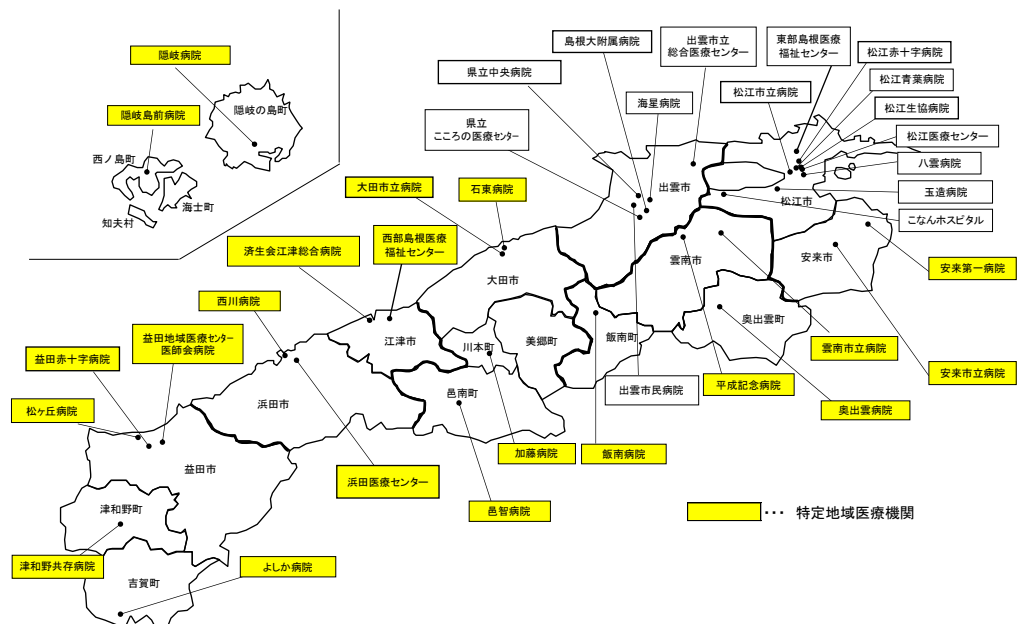 隠岐病院
隠岐島前病院
隠岐の島町
西ノ島町
海士町
知夫村
島根大附属病院
出雲市立
総合医療センター
東部島根医療
福祉センター
松江赤十字病院
県立中央病院
松江市立病院
松江青葉病院
海星病院
松江生協病院
県立
こころの医療センター
松江医療センター
八雲病院
玉造病院
こなんホスピタル
出雲市
松江市
大田市立病院
石東病院
済生会江津総合病院
西部島根医療
福祉センター
雲南市
安来市
安来第一病院
大田市
西川病院
奥出雲町
益田地域医療センター
医師会病院
江津市
川本町
美郷町
飯南町
雲南市立病院
益田赤十字病院
安来市立病院
出雲市民病院
平成記念病院
邑南町
浜田市
松ヶ丘病院
奥出雲病院
加藤病院
飯南病院
益田市
浜田医療センター
邑智病院
津和野町
・・・ 特定地域医療機関
津和野共存病院
よしか病院
吉賀町